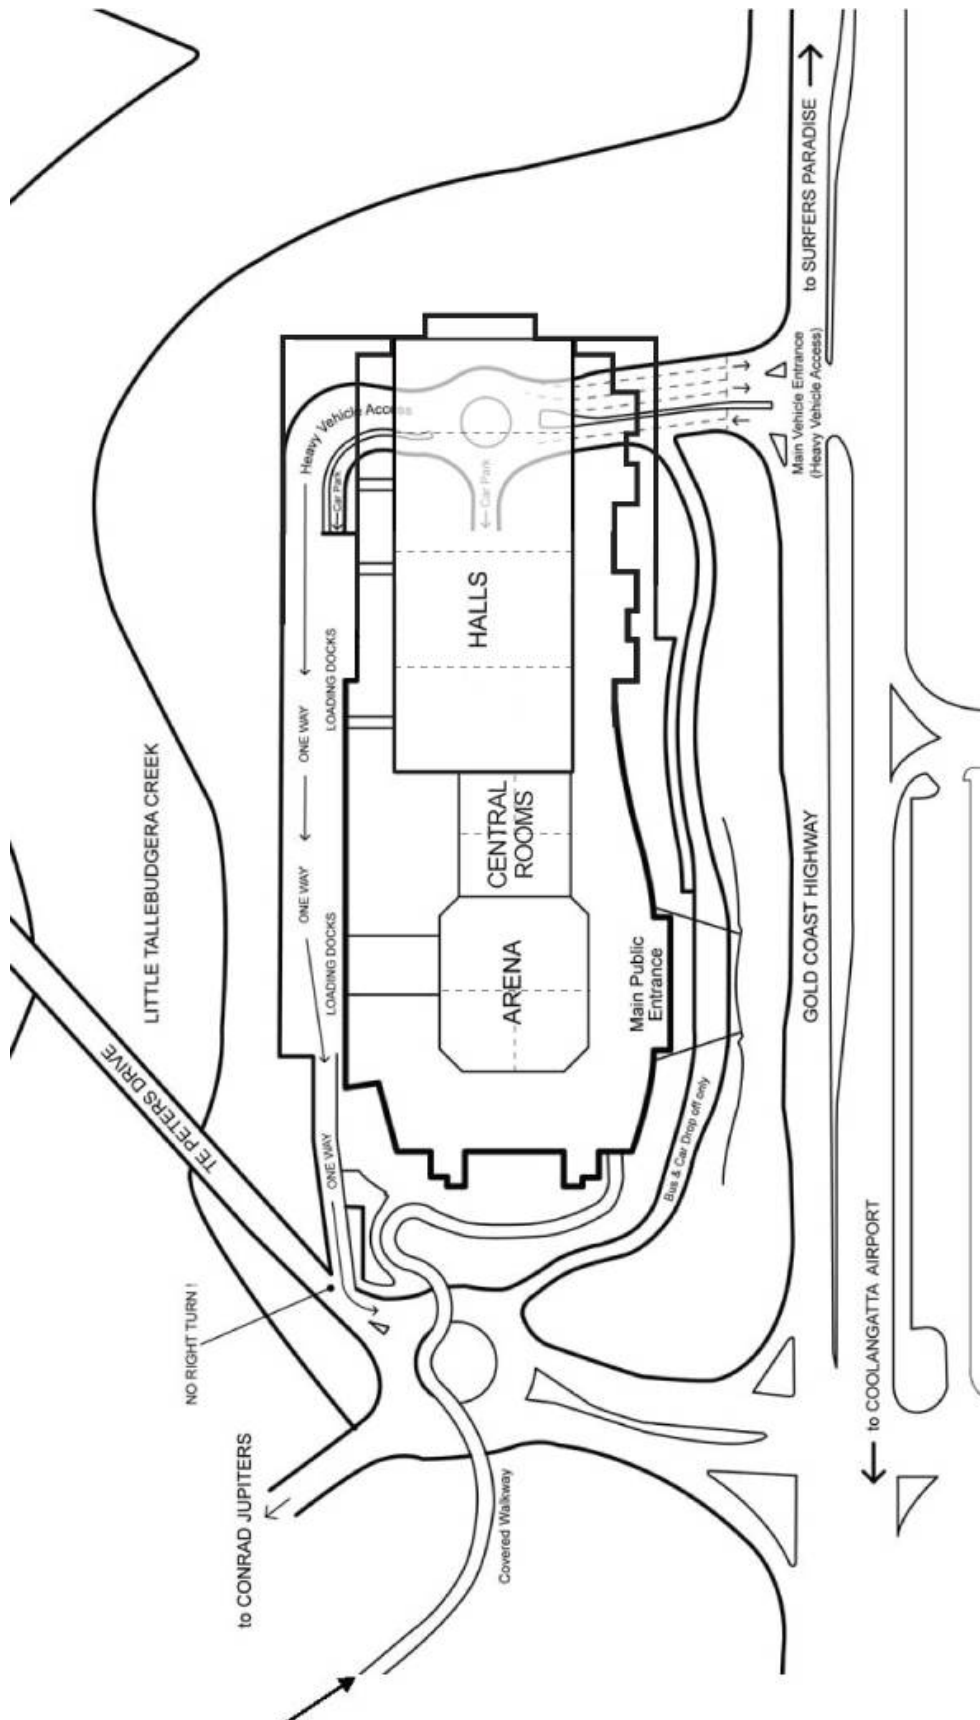 to SURFERS PARADISE
Main Vehicle Entrance
(Heavy Vehicle Access)
Heavy Vehicle Access
Car Park
Car Park
HALLS
LOADING DOCKS
ONE WAY
LITTLE TALLEBUDGERA CREEK
CENTRAL
ROOMS
GOLD COAST HIGHWAY
ONE WAY
LOADING DOCKS
ARENA
Main Public
Entrance
TE PETERS DRIVE
ONE WAY
Bus & Car Drop off only
NO RIGHT TURN !
to COOLANGATTA AIRPORT
to CONRAD JUPITERS
Covered Walkway